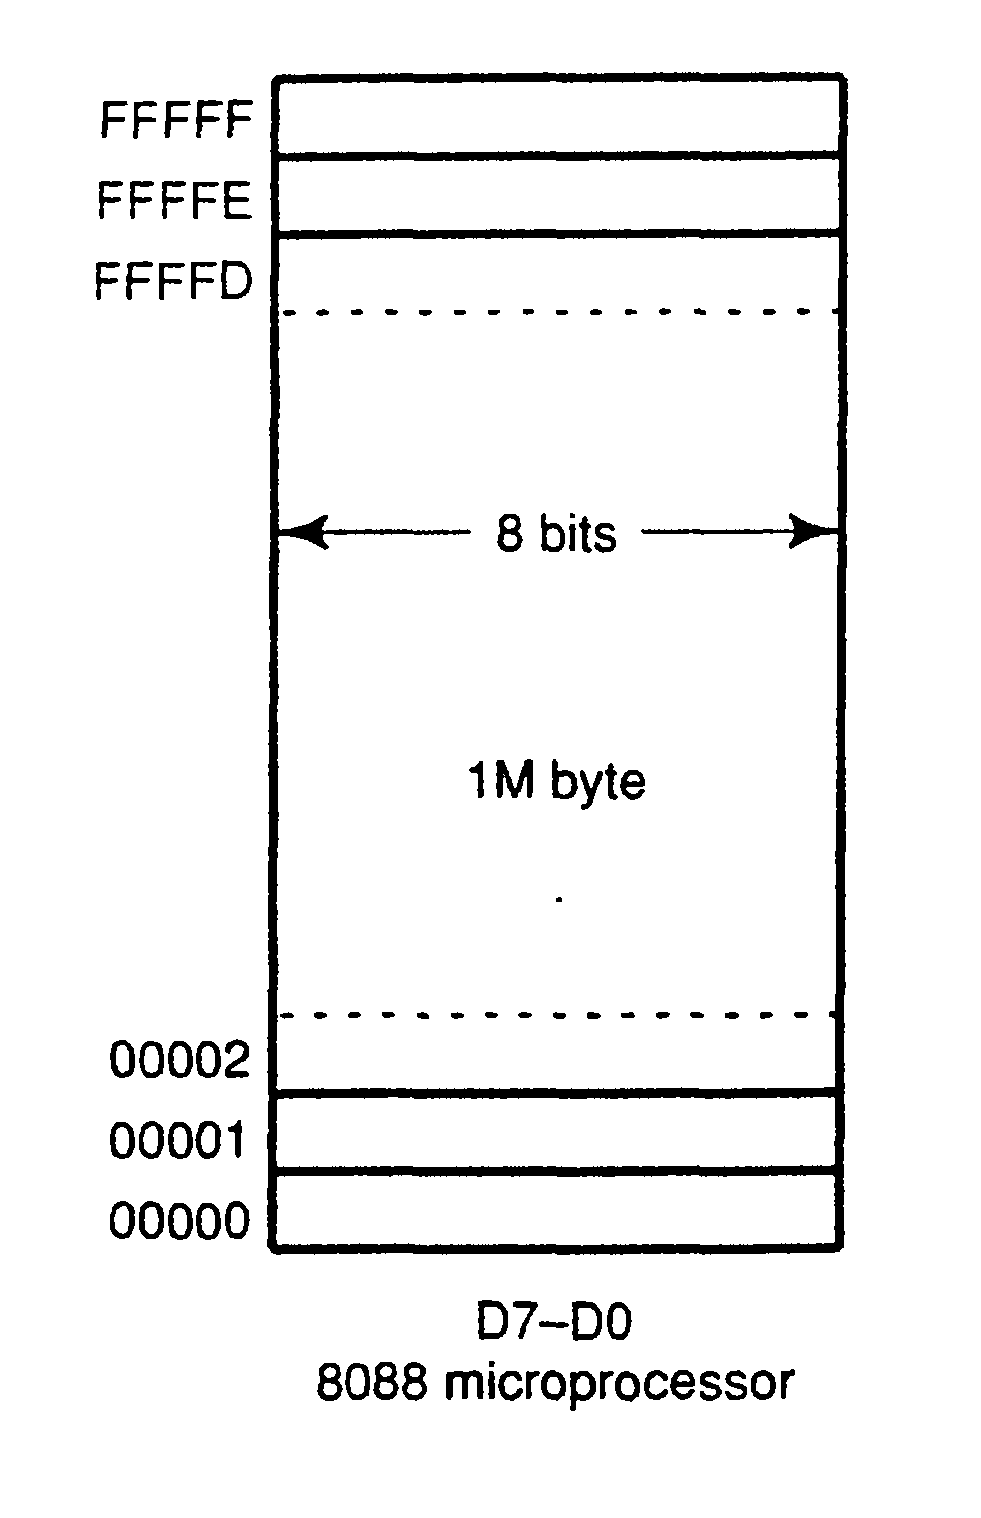 FFFFF
FFFFE
FFFFD
8 bits
1M byte
00002
00001
00000
D7–D0
8088 microprocessor